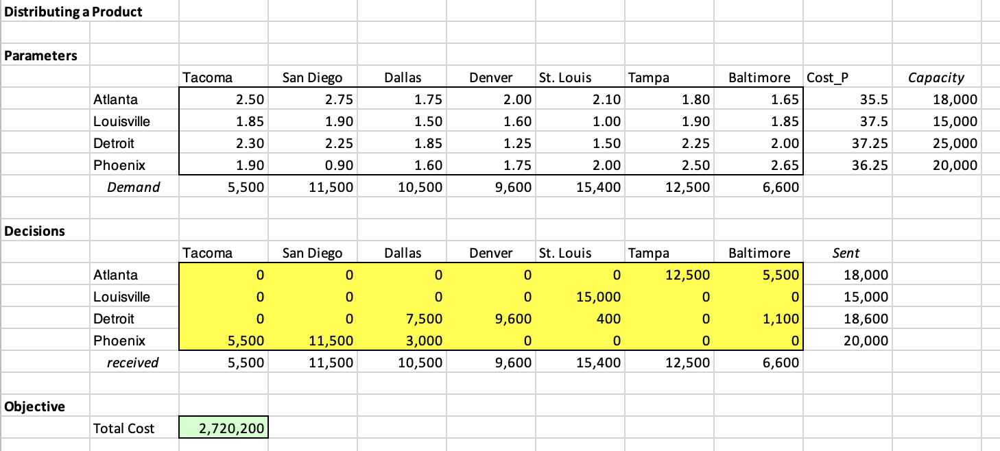 Distributing a Product
Parameters
Tacoma San Diego Dallas Denver St. Louis Tampa Baltimore Cost_P Capacity
Atlanta 2.50 2.75 1.75 2.00 2.10 1.80 1.65 35.5 18,000
Louisville 1.85 1.90 1.50 1.60 1.00 1.90 1.85 37.5 15,000
Detroit 2.30 2.25 1.85 1.25 1.50 2.25 2.00 37.25 25,000
Phoenix 1.90 0.90 1.60 1.75 2.00 2.50 2.65 36.25 20,000
Demand 5,500 11,500 10,500 9,600 15,400 12,500 6,600
Decisions
Tacoma San Diego Dallas Denver St. Louis Tampa Baltimore Sent
Atlanta 0 0 0 0 0 12,500 5,500 18,000
Louisville 0 0 0 0 15,000 0 0 15,000
Detroit 0 0 7,500 9,600 400 0 1,100 18,600
Phoenix 5,500 11,500 3,000 0 0 0 0 20,000
received 5,500 11,500 10,500 9,600 15,400 12,500 6,600
Objective
Total Cost 2,720,200